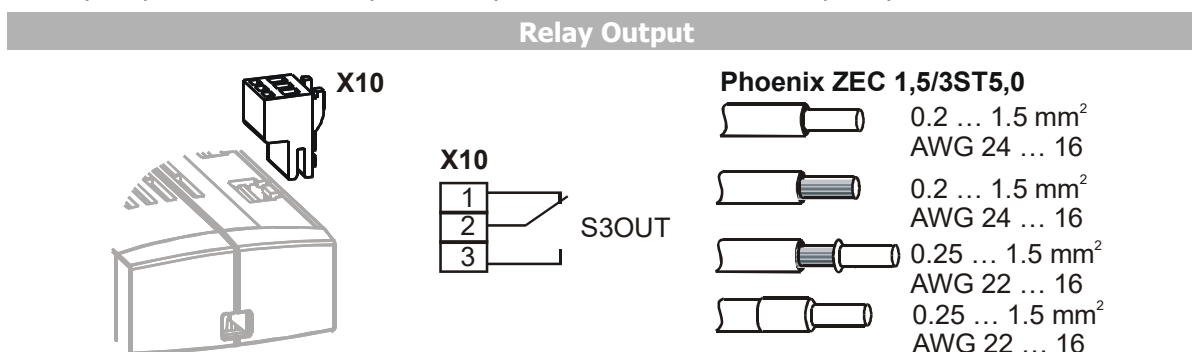 Relay Output
X10
X10
1
2
3
S3OUT
Phoenix ZEC 1,5/3ST5,0
0.2 … 1.5 mm²
AWG 24 … 16
0.2 … 1.5 mm²
AWG 24 … 16
0.25 … 1.5 mm²
AWG 22 … 16
0.25 … 1.5 mm²
AWG 22 … 16